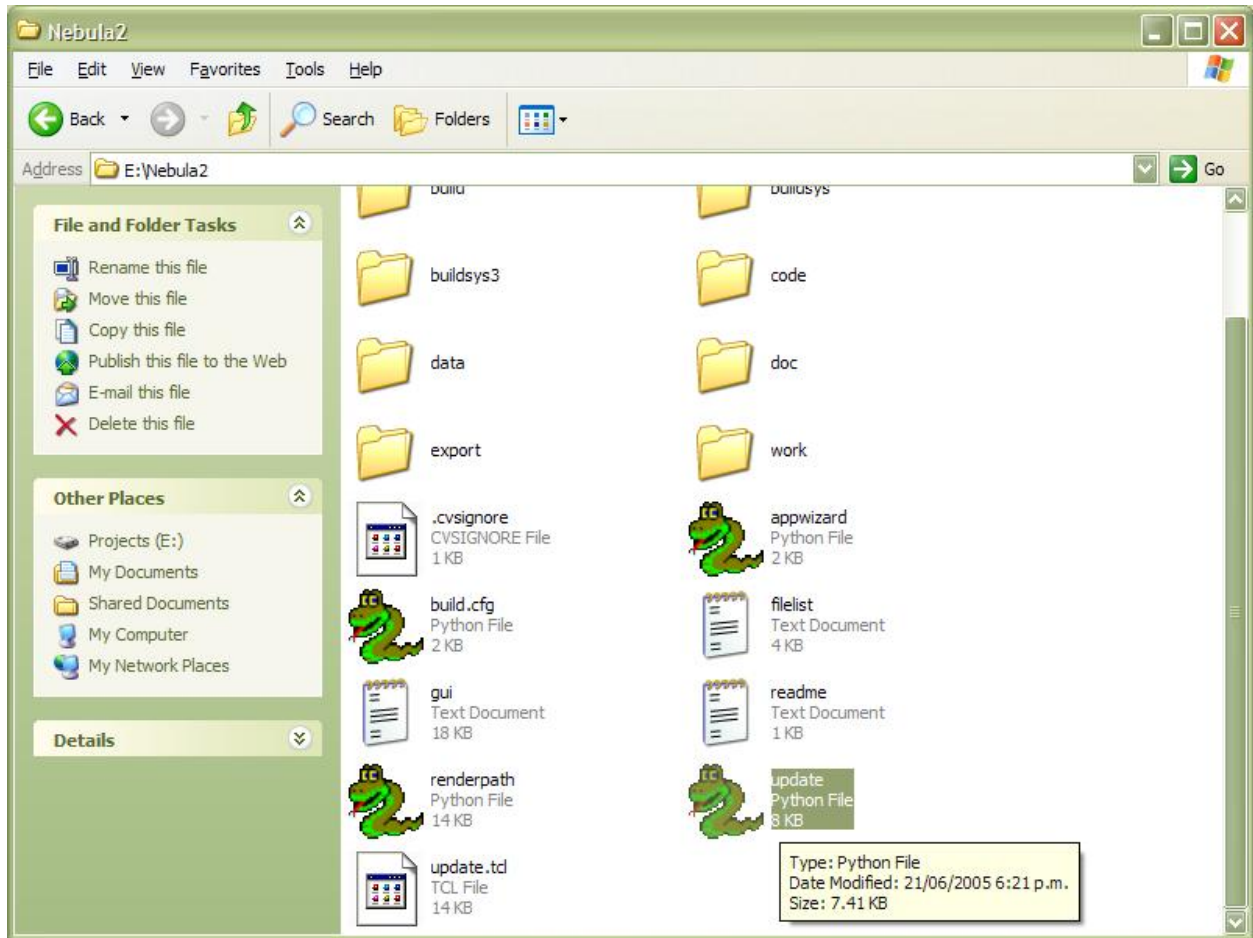 Nebula2
File Edit View Favorites Tools Help
Back Search Folders
Address E:\Nebula2 Go
File and Folder Tasks
Rename this file
Move this file
Copy this file
Publish this file to the Web
E-mail this file
Delete this file
Other Places
Projects (E:)
My Documents
Shared Documents
My Computer
My Network Places
Details
build
buildsys
buildsys3
code
data
doc
export
work
.cvsignore
CVSIGNORE File
1 KB
appwizard
Python File
2 KB
build.cfg
Python File
2 KB
filelist
Text Document
4 KB
gui
Text Document
18 KB
readme
Text Document
1 KB
renderpath
Python File
14 KB
update
Python File
8 KB
update.tcl
TCL File
14 KB
Type: Python File
Date Modified: 21/06/2005 6:21 p.m.
Size: 7.41 KB